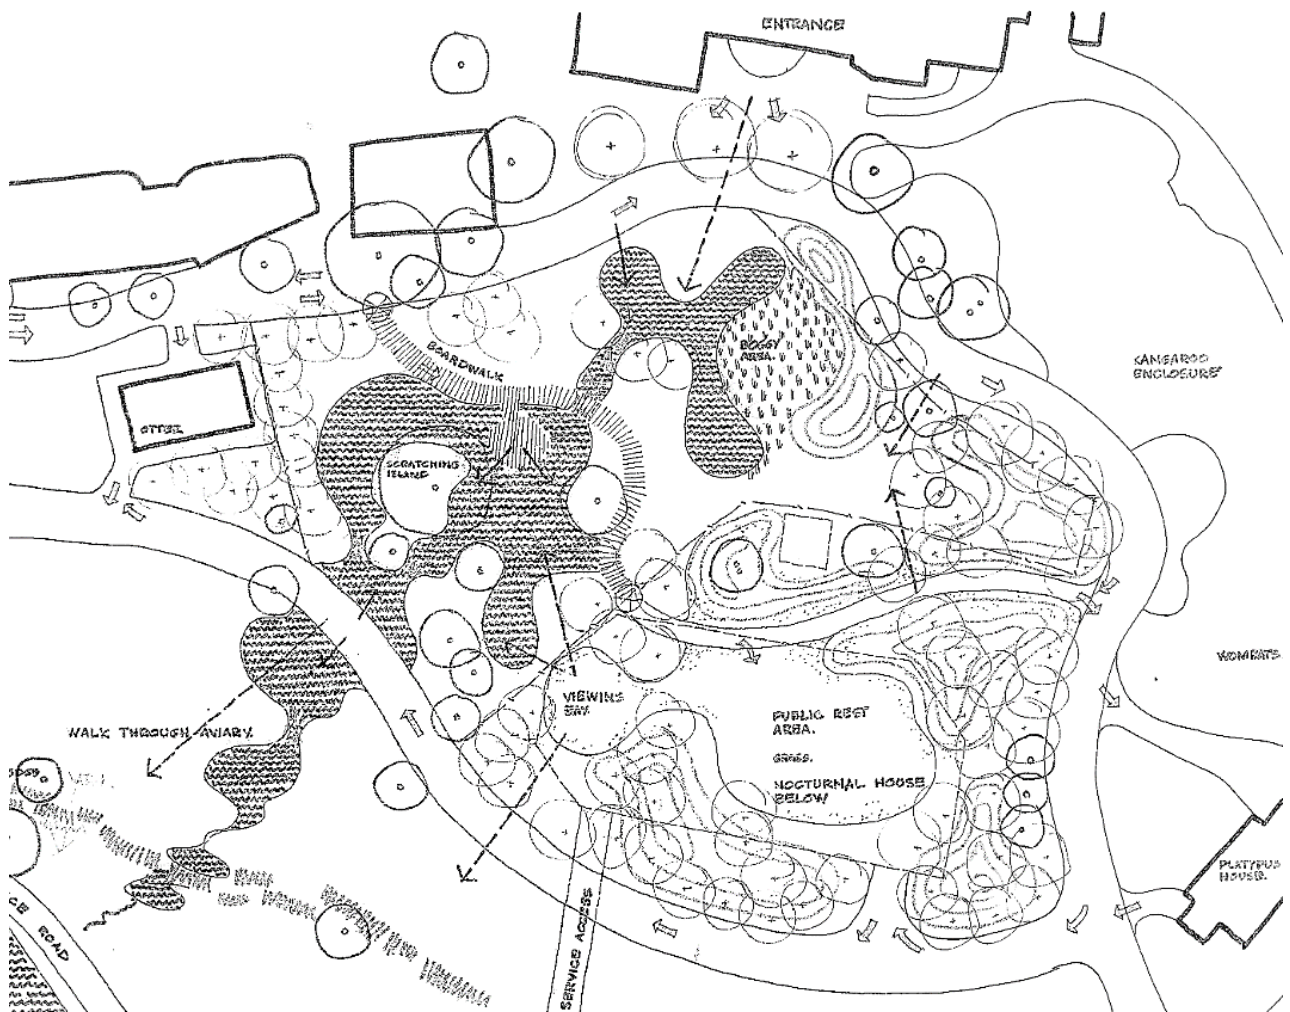 ENTRANCE
BOARDWALK
BOGGY
AREA.
KANGAROO
ENCLOSURE
OTTER
SCRATCHING
ISLAND
WOMBATS
VIEWING
BAY
PUBLIC REST
AREA.
GRASS.
NOCTURNAL HOUSE
BELOW
WALK THROUGH AVIARY.
PLATYPUS
HOUSE.
SERVICE ACCESS
ROAD